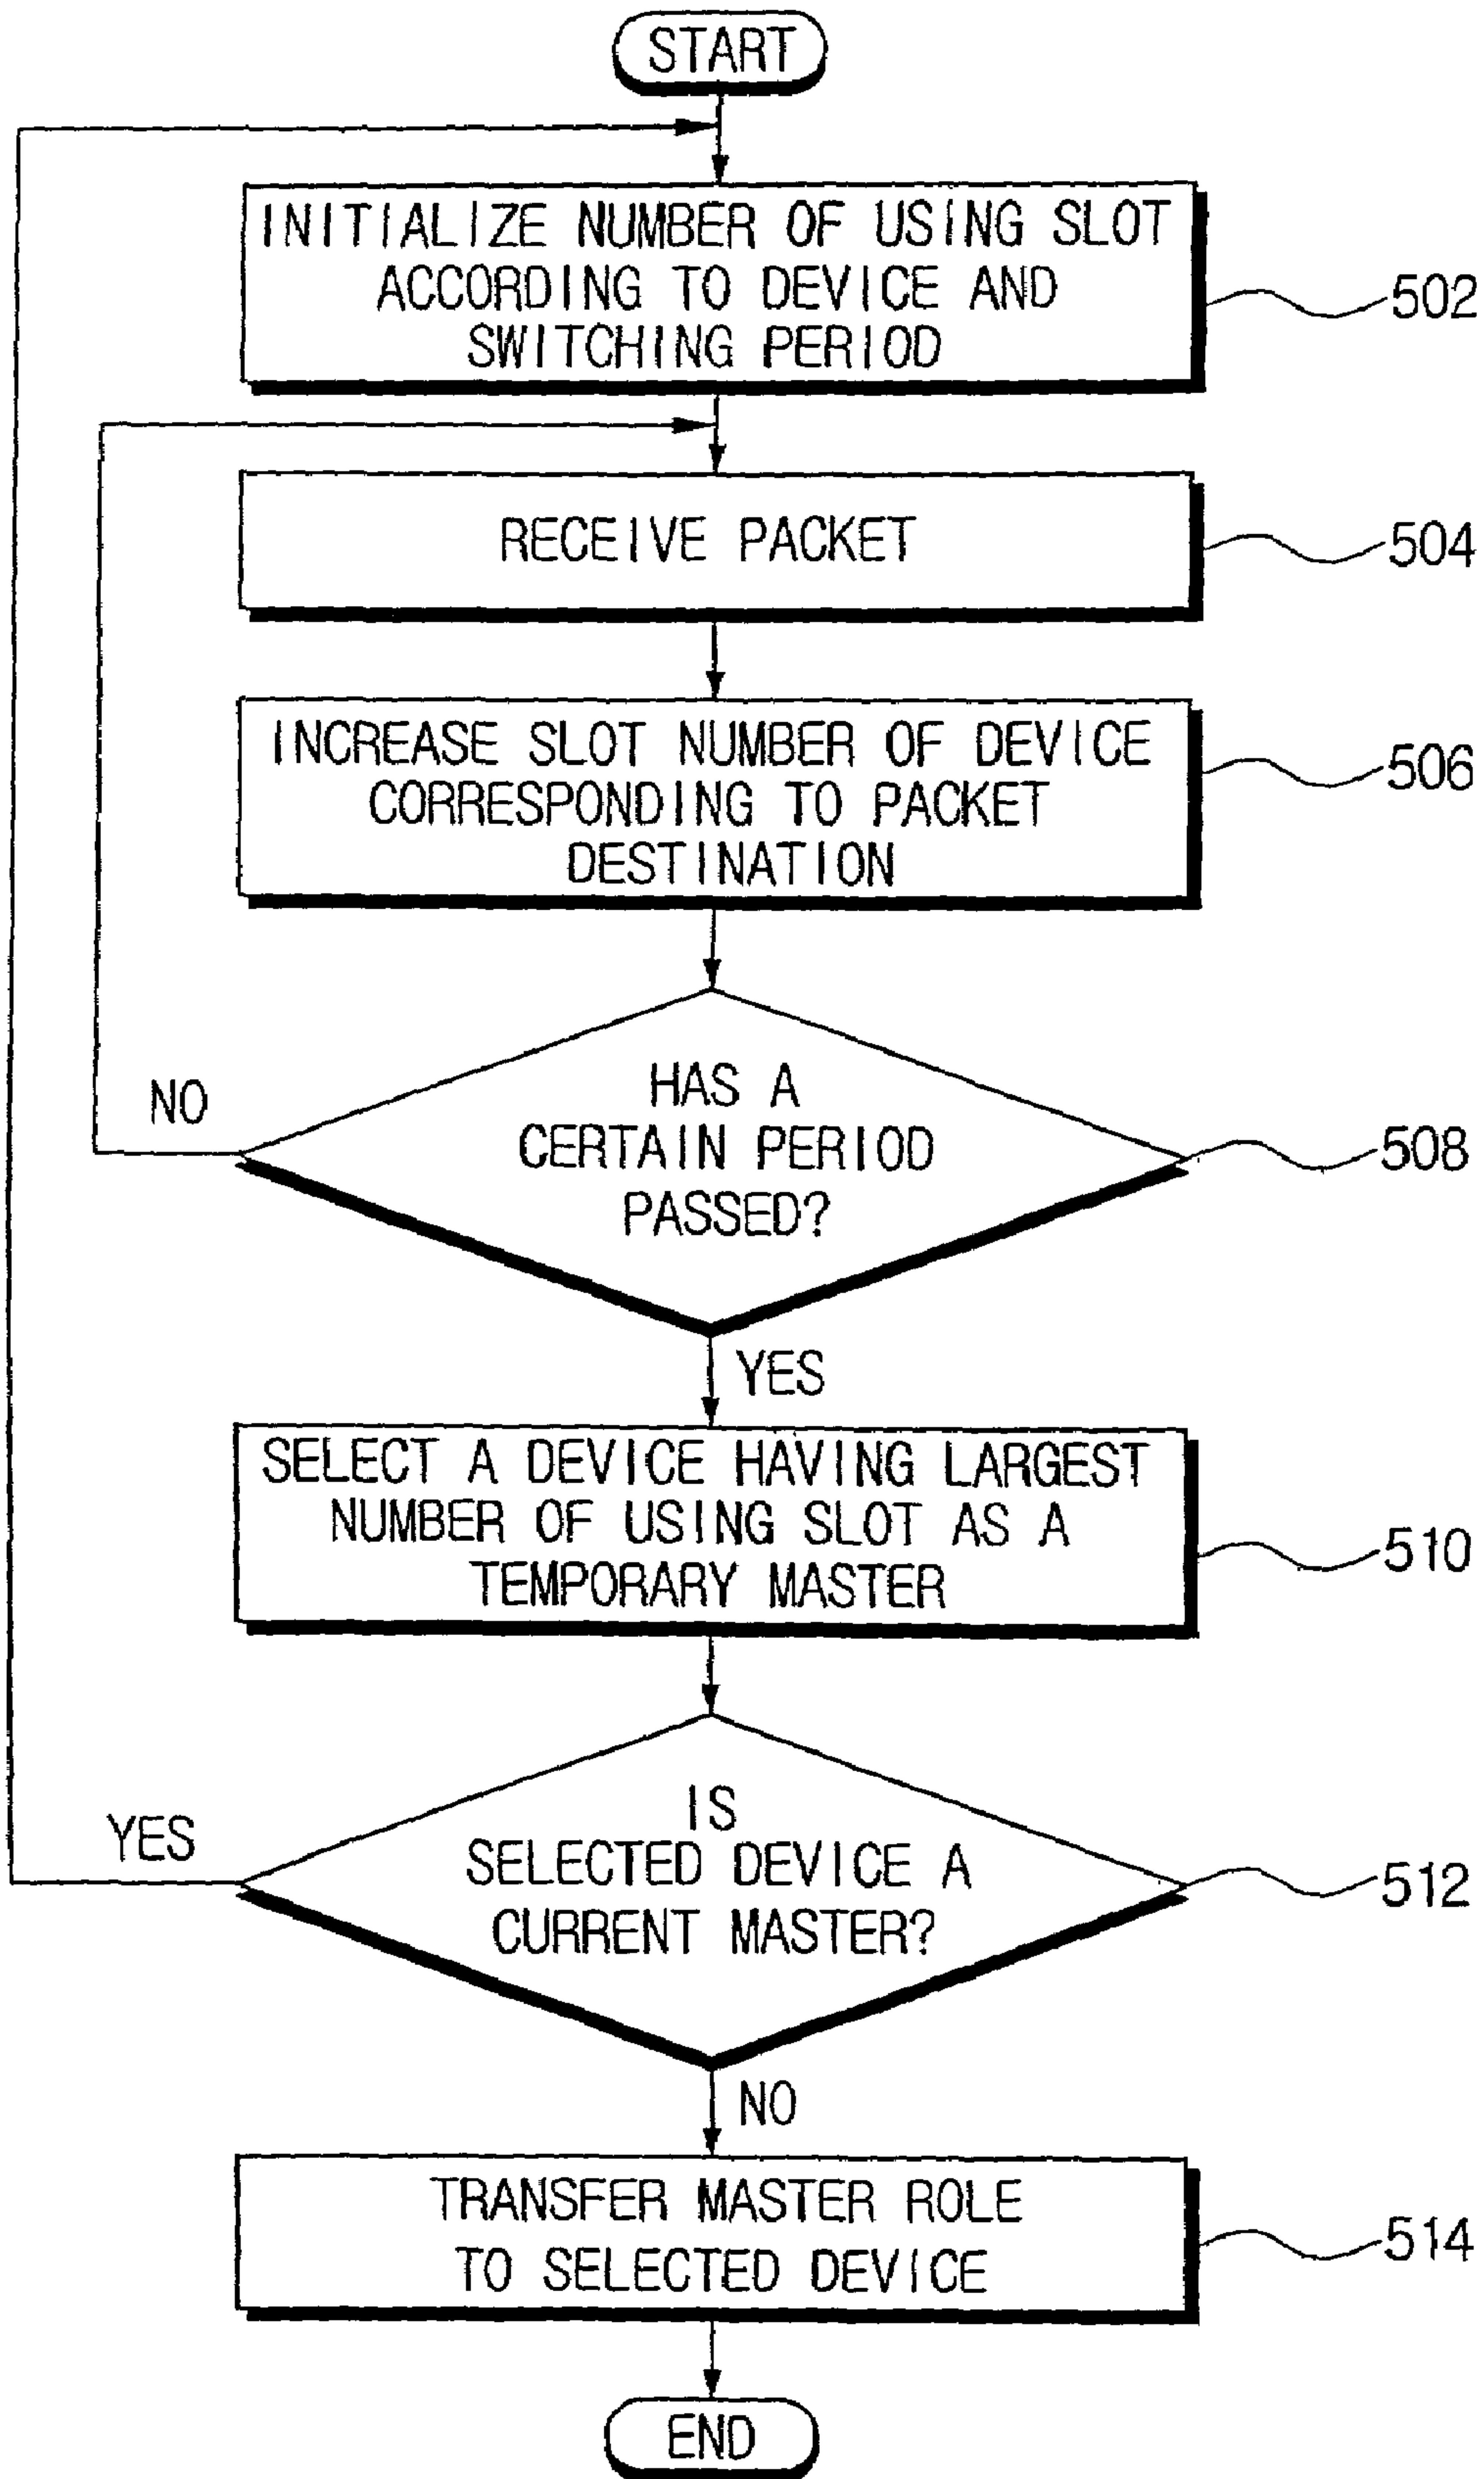 START
INITIALIZE NUMBER OF USING SLOT
ACCORDING TO DEVICE AND
SWITCHING PERIOD
502
RECEIVE PACKET
504
INCREASE SLOT NUMBER OF DEVICE
CORRESPONDING TO PACKET
DESTINATION
506
HAS A
CERTAIN PERIOD
PASSED?
508
NO
YES
SELECT A DEVICE HAVING LARGEST
NUMBER OF USING SLOT AS A
TEMPORARY MASTER
510
IS
SELECTED DEVICE A
CURRENT MASTER?
512
YES
NO
TRANSFER MASTER ROLE
TO SELECTED DEVICE
514
END